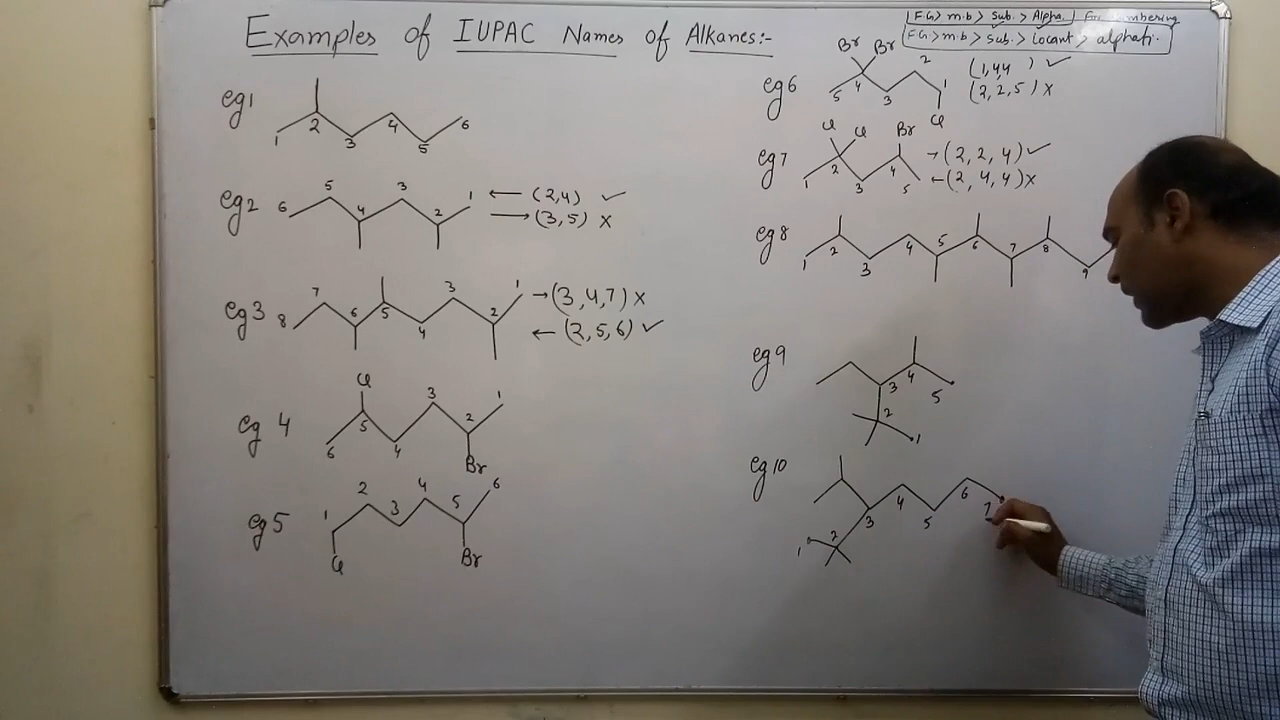 Examples of IUPAC Names of Alkanes:-
F.G > m.b > Sub. > Alpha. } For numbering
F.G. > m.b > Sub. > locant > alphati.
eg1
1 2 3 4 5 6
eg2
6 5 4 3 2 1
← (2,4) ✓
→ (3,5) x
eg3
8 7 6 5 4 3 2 1
→ (3,4,7) x
← (2,5,6) ✓
eg 4
Cl
6 5 4 3 2 1
Br
eg5
1 2 3 4 5 6
Cl Br
eg6
Br Br
5 4 3 2 1
Cl
(1,4,4 ) ✓
(2,2,5) x
eg7
Cl Cl Br
1 2 3 4 5
→ (2,2,4) ✓
← (2,4,4) x
eg8
1 2 3 4 5 6 7 8 9
eg9
3 4 5
2 1
eg10
1 2 3 4 5 6 7